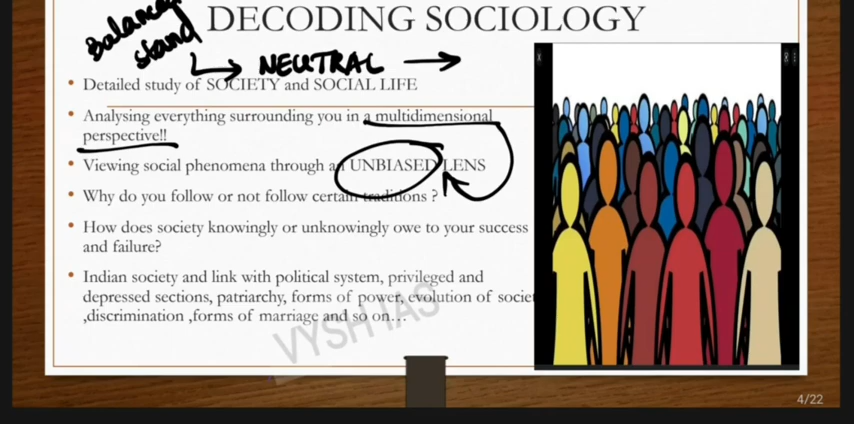 DECODING SOCIOLOGY
Balanced
stand
NEUTRAL
• Detailed study of SOCIETY and SOCIAL LIFE
• Analysing everything surrounding you in a multidimensional
perspective!!
• Viewing social phenomena through an UNBIASED LENS
• Why do you follow or not follow certain traditions ?
• How does society knowingly or unknowingly owe to your success
and failure?
• Indian society and link with political system, privileged and
depressed sections, patriarchy, forms of power, evolution of societ
,discrimination ,forms of marriage and so on…
VYSH IAS
4/22